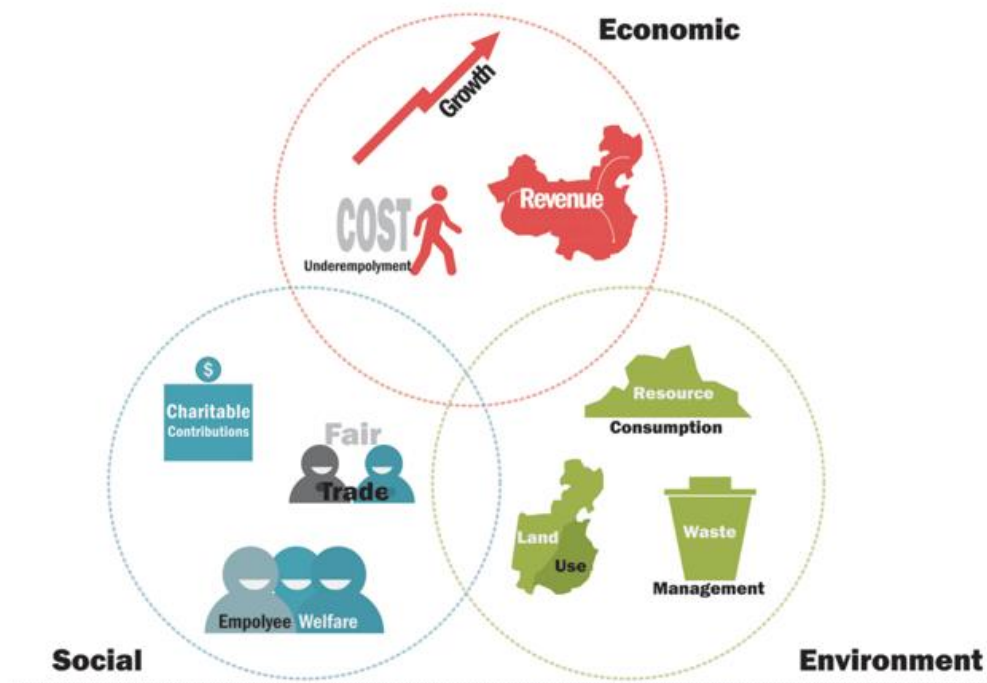 Economic
Growth
Revenue
COST
Underempolyment
$
Charitable
Contributions
Fair
Trade
Empolyee Welfare
Social
Resource
Consumption
Land
Use
Waste
Management
Environment